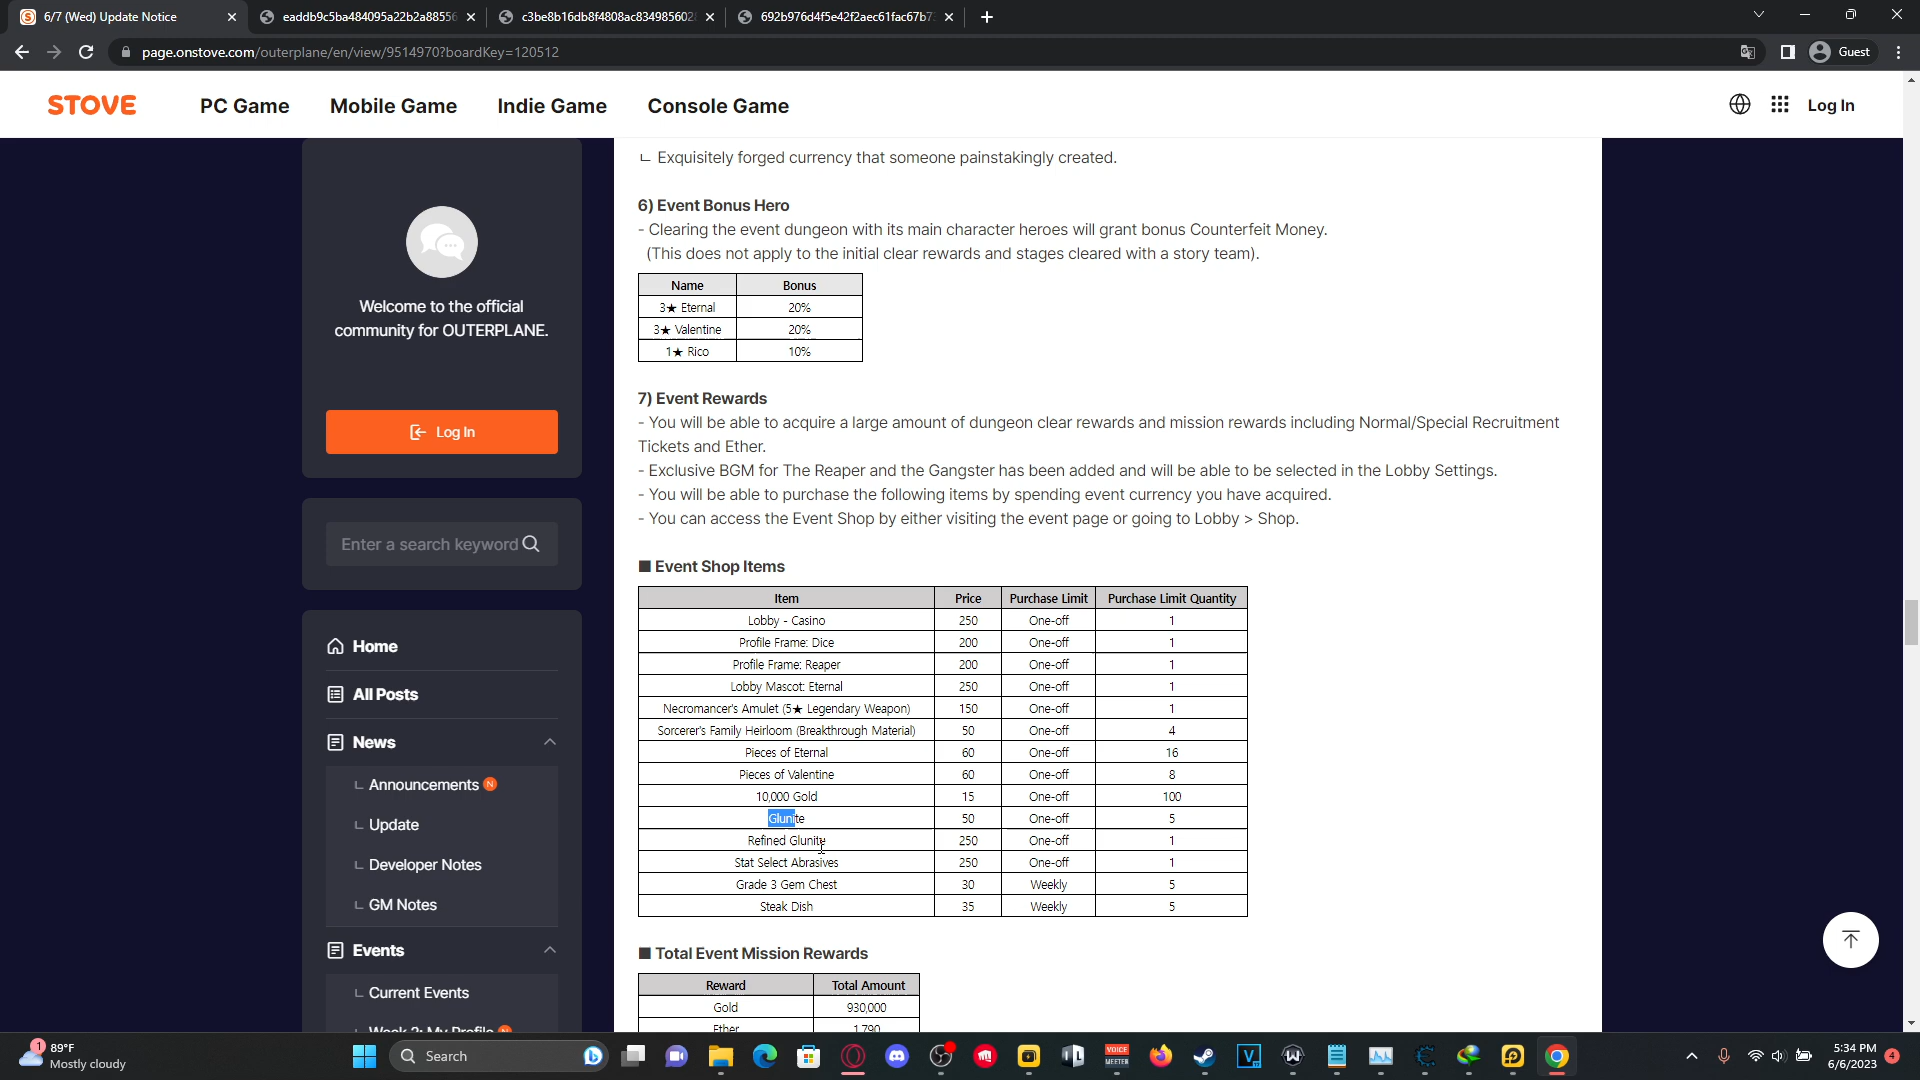 6/7 (Wed) Update Notice
eaddb9c5ba484095a22b2a88556
c3be8b16db8f4808ac8349856028
692b976d4f5e42f2aec61fac67b73
page.onstove.com/outerplane/en/view/9514970?boardKey=120512
Guest
STOVE
PC Game
Mobile Game
Indie Game
Console Game
Log In
Welcome to the official
community for OUTERPLANE.
Log In
Enter a search keyword
Home
All Posts
News
ㄴ Announcements N
ㄴ Update
ㄴ Developer Notes
ㄴ GM Notes
Events
ㄴ Current Events
Week 2: My Profile
ㄴ Exquisitely forged currency that someone painstakingly created.
6) Event Bonus Hero
- Clearing the event dungeon with its main character heroes will grant bonus Counterfeit Money.
(This does not apply to the initial clear rewards and stages cleared with a story team).
Name Bonus
3★ Eternal 20%
3★ Valentine 20%
1★ Rico 10%
7) Event Rewards
- You will be able to acquire a large amount of dungeon clear rewards and mission rewards including Normal/Special Recruitment
Tickets and Ether.
- Exclusive BGM for The Reaper and the Gangster has been added and will be able to be selected in the Lobby Settings.
- You will be able to purchase the following items by spending event currency you have acquired.
- You can access the Event Shop by either visiting the event page or going to Lobby > Shop.
■ Event Shop Items
Item Price Purchase Limit Purchase Limit Quantity
Lobby - Casino 250 One-off 1
Profile Frame: Dice 200 One-off 1
Profile Frame: Reaper 200 One-off 1
Lobby Mascot: Eternal 250 One-off 1
Necromancer's Amulet (5★ Legendary Weapon) 150 One-off 1
Sorcerer's Family Heirloom (Breakthrough Material) 50 One-off 4
Pieces of Eternal 60 One-off 16
Pieces of Valentine 60 One-off 8
10,000 Gold 15 One-off 100
Glunite 50 One-off 5
Refined Glunite 250 One-off 1
Stat Select Abrasives 250 One-off 1
Grade 3 Gem Chest 30 Weekly 5
Steak Dish 35 Weekly 5
■ Total Event Mission Rewards
Reward Total Amount
Gold 930,000
Ether 1,790
1
89°F
Mostly cloudy
Search
VOICE
MEETER
5:34 PM
6/6/2023
4